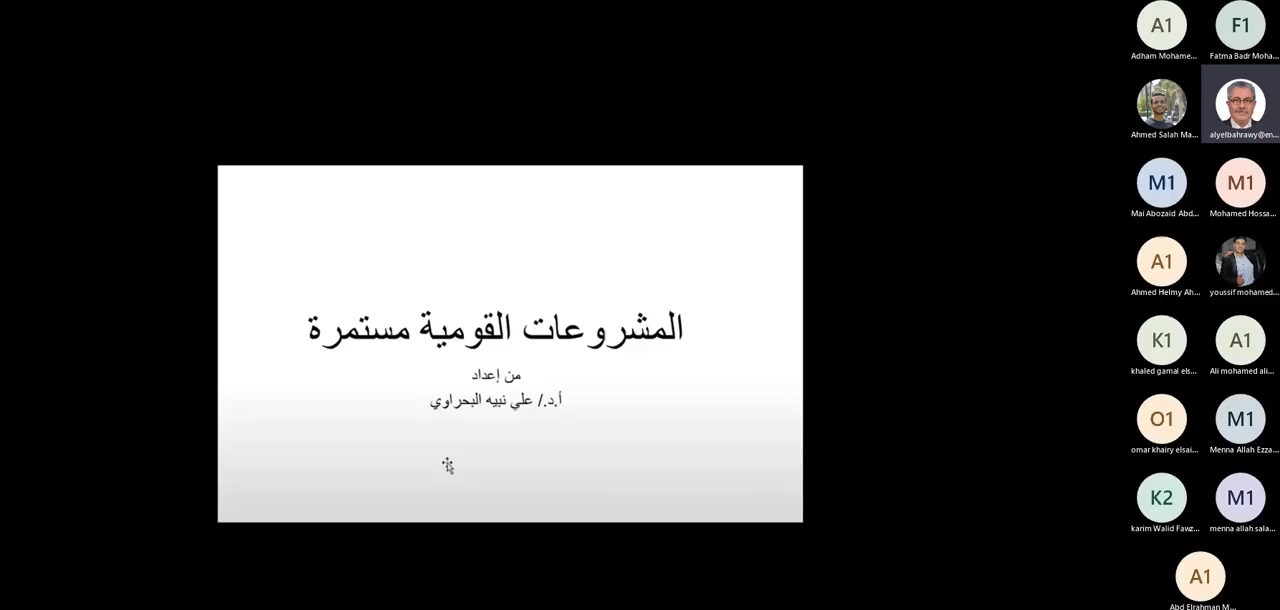 المشروعات القومية مستمرة
من إعداد
أ.د./ علي نبيه البحراوي
A1
F1
Adham Mohame...
Fatma Badr Moha...
Ahmed Salah Ma...
alyelbahrawy@en...
M1
M1
Mai Abozaid Abd...
Mohamed Hossa...
A1
Ahmed Helmy Ah...
youssif mohamed...
K1
A1
khaled gamal els...
Ali mohamed ali...
O1
M1
omar khairy elsai...
Menna Allah Ezza...
K2
M1
karim Walid Fawz...
menna allah sala...
A1
Abd Elrahman M...